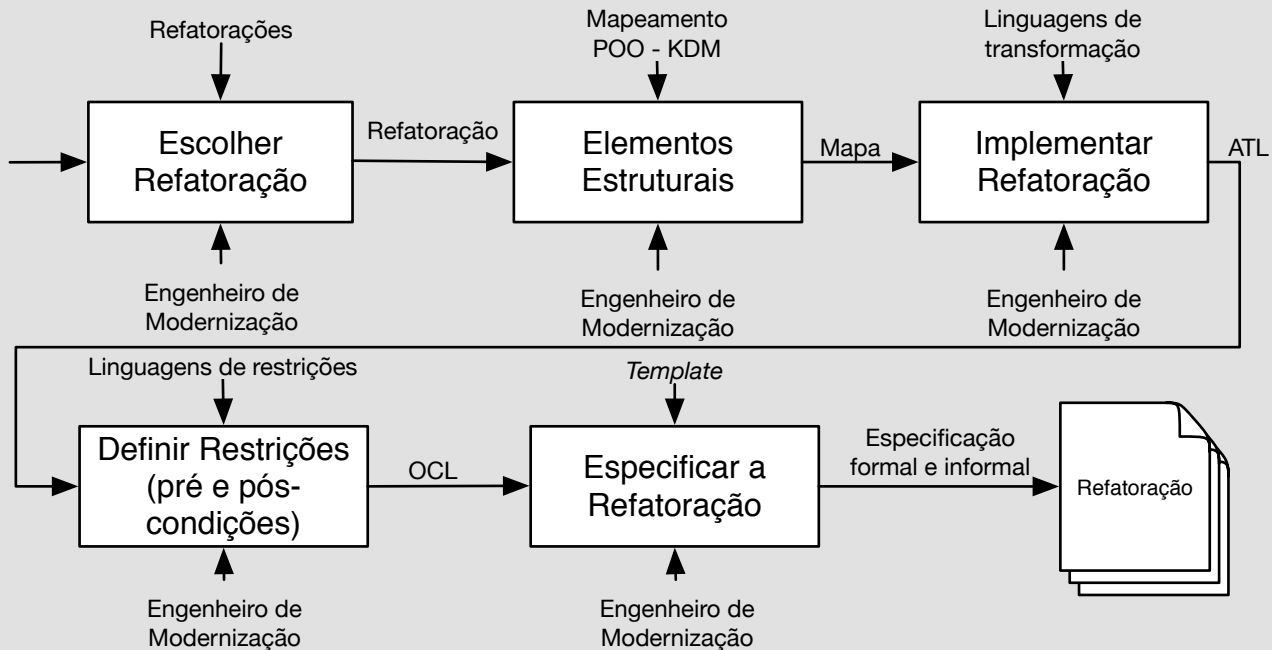 Refatorações
Mapeamento
POO - KDM
Linguagens de
transformação
Escolher
Refatoração
Refatoração
Elementos
Estruturais
Mapa
Implementar
Refatoração
ATL
Engenheiro de
Modernização
Engenheiro de
Modernização
Engenheiro de
Modernização
Linguagens de restrições
Template
Definir Restrições
(pré e pós-
condições)
OCL
Especificar a
Refatoração
Especificação
formal e informal
Refatoração
Engenheiro de
Modernização
Engenheiro de
Modernização